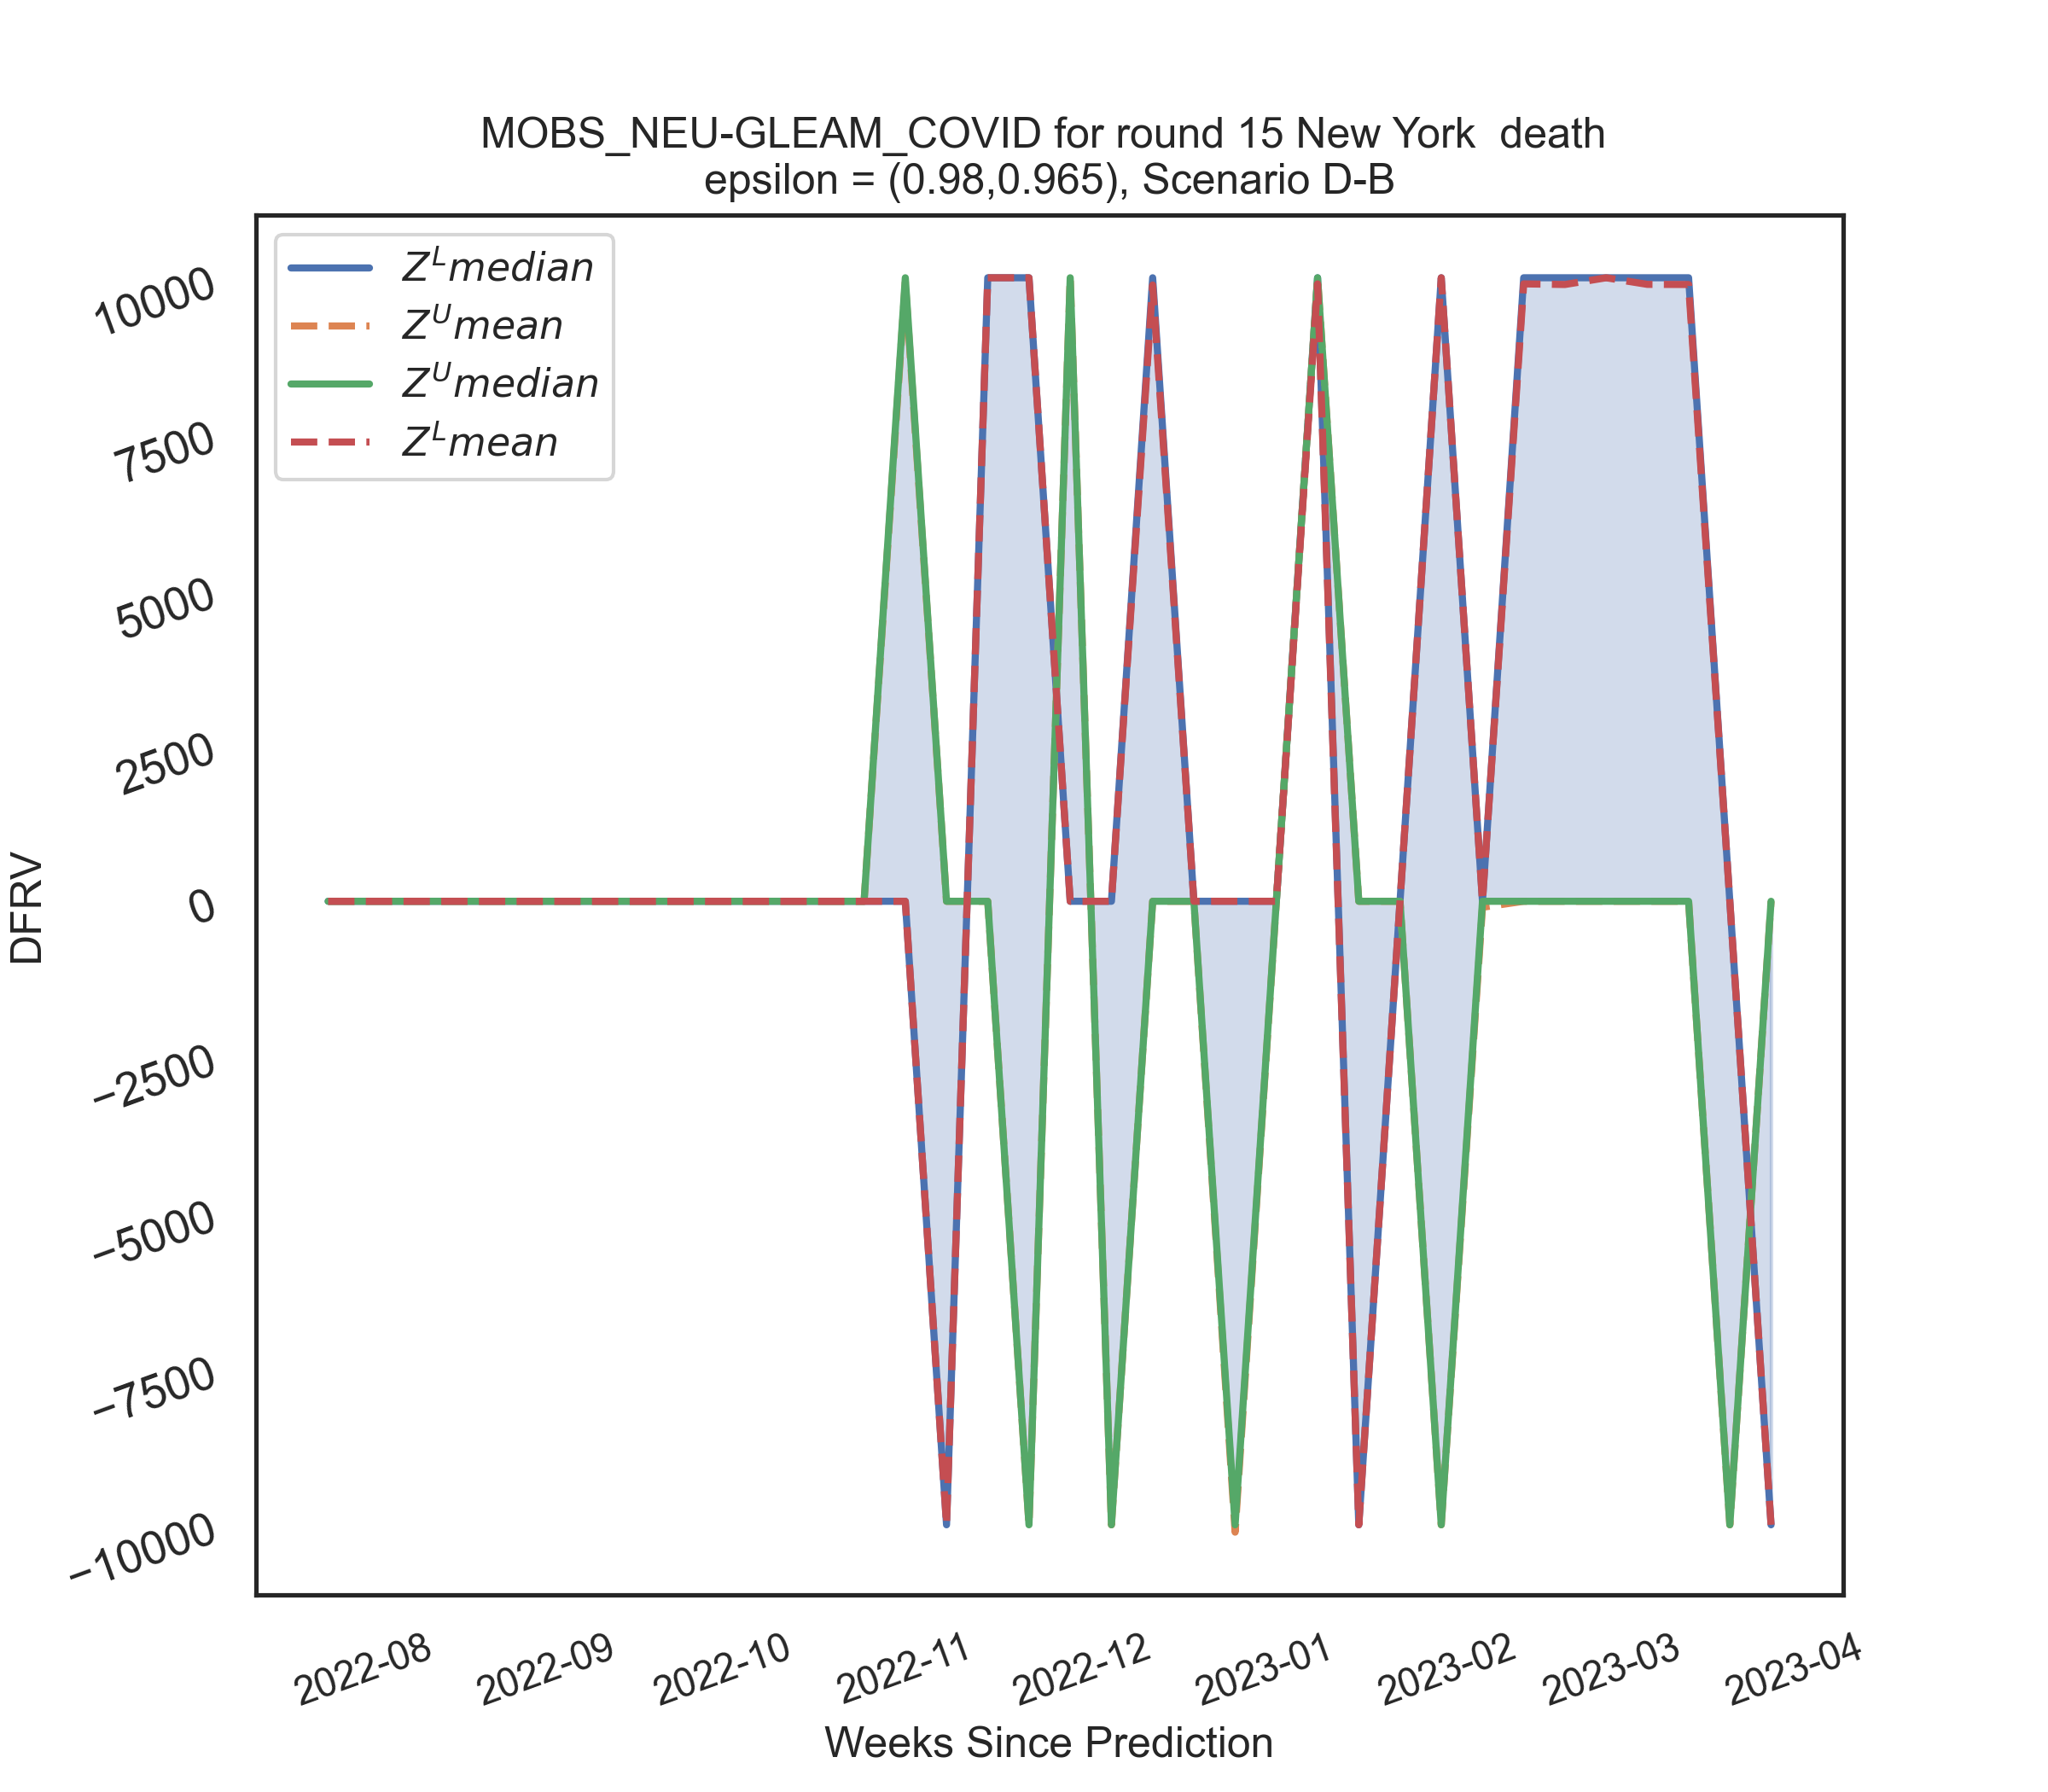 MOBS_NEU-GLEAM_COVID for round 15 New York  death
epsilon = (0.98,0.965), Scenario D-B
Z^L median
Z^U mean
Z^U median
Z^L mean
10000
7500
5000
2500
0
−2500
−5000
−7500
−10000
DFRV
2022-08
2022-09
2022-10
2022-11
2022-12
2023-01
2023-02
2023-03
2023-04
Weeks Since Prediction